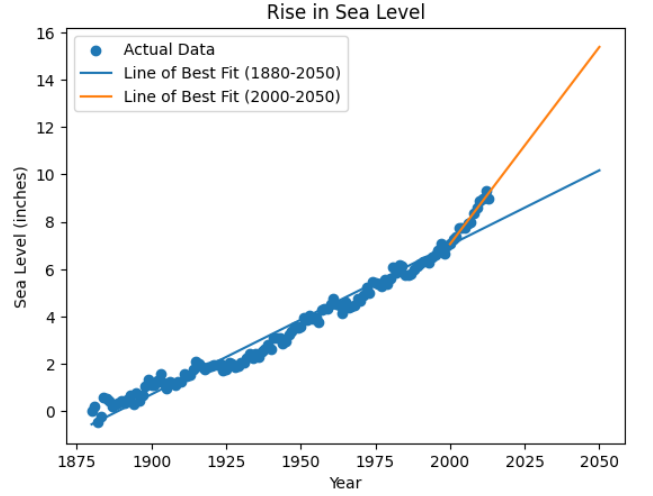 Rise in Sea Level
16
14
12
10
8
6
4
2
0
Sea Level (inches)
Actual Data
Line of Best Fit (1880-2050)
Line of Best Fit (2000-2050)
1875 1900 1925 1950 1975 2000 2025 2050
Year